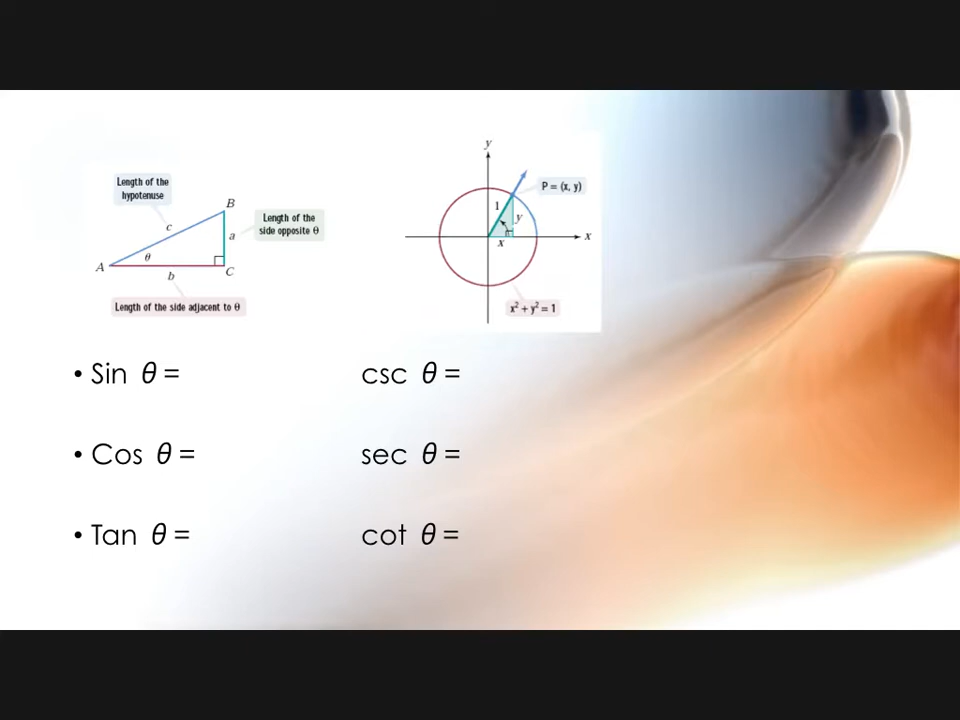 Length of the
hypotenuse
B
c
a
Length of the
side opposite θ
θ
A
b
C
Length of the side adjacent to θ
y
P = (x, y)
1
y
x
x
x² + y² = 1
• Sin θ =
csc θ =
• Cos θ =
sec θ =
• Tan θ =
cot θ =